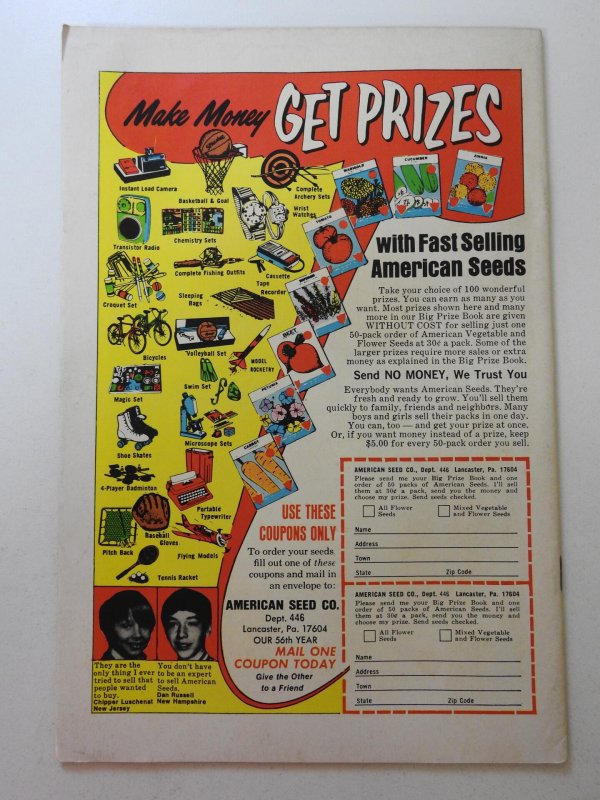 Make Money GET PRIZES
Instant Load Camera
Basketball & Goal
Complete
Archery Sets
Wrist
Watches
Transistor Radio
Chemistry Sets
Complete Fishing Outfits
Cassette
Tape
Recorder
Croquet Set
Sleeping
Bags
Bicycles
Volleyball Set
MODEL
ROCKETRY
Magic Set
Swim Set
Shoe Skates
Microscope Sets
4-Player Badminton
Portable
Typewriter
Pitch Back
Baseball
Gloves
Flying Models
Tennis Racket
MARIGOLD
CUCUMBER
ZINNIA
TOMATO
BEET
PETUNIA
CARROT
with Fast Selling
American Seeds
Take your choice of 100 wonderful
prizes. You can earn as many as you
want. Most prizes shown here and many
more in our Big Prize Book are given
WITHOUT COST for selling just one
50-pack order of American Vegetable and
Flower Seeds at 30¢ a pack. Some of the
larger prizes require more sales or extra
money as explained in the Big Prize Book.
Send NO MONEY, We Trust You
Everybody wants American Seeds. They're
fresh and ready to grow. You'll sell them
quickly to family, friends and neighbors. Many
boys and girls sell their packs in one day.
You can, too — and get your prize at once.
Or, if you want money instead of a prize, keep
$5.00 for every 50-pack order you sell.
USE THESE
COUPONS ONLY
To order your seeds
fill out one of these
coupons and mail in
an envelope to:
AMERICAN SEED CO.
Dept. 446
Lancaster, Pa. 17604
OUR 56th YEAR
MAIL ONE
COUPON TODAY
Give the Other
to a Friend
They are the
only thing I ever
tried to sell that
people wanted
to buy.
Chipper Luschenat
New Jersey
You don't have
to be an expert
to sell American
Seeds.
Dan Russell
New Hampshire
AMERICAN SEED CO., Dept. 446 Lancaster, Pa. 17604
Please send me your Big Prize Book and one
order of 50 packs of American Seeds. I'll sell
them at 30¢ a pack, send you the money and
choose my prize. Send seeds checked.
All Flower
Seeds
Mixed Vegetable
and Flower Seeds
Name
Address
Town
State Zip Code
AMERICAN SEED CO., Dept. 446 Lancaster, Pa. 17604
Please send me your Big Prize Book and one
order of 50 packs of American Seeds. I'll sell
them at 30¢ a pack, send you the money and
choose my prize. Send seeds checked.
All Flower
Seeds
Mixed Vegetable
and Flower Seeds
Name
Address
Town
State Zip Code